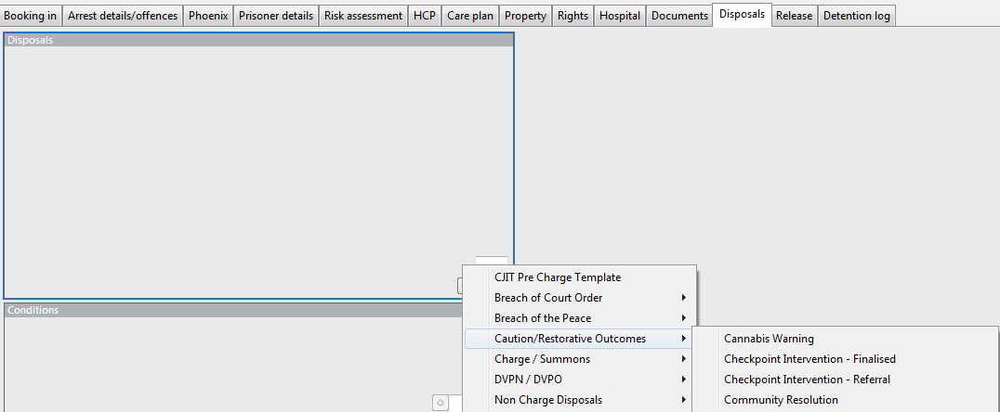 Booking in Arrest details/offences Phoenix Prisoner details Risk assessment HCP Care plan Property Rights Hospital Documents Disposals Release Detention log
Disposals
CJIT Pre Charge Template
Breach of Court Order
Conditions
Breach of the Peace
Caution/Restorative Outcomes
Cannabis Warning
Charge / Summons
Checkpoint Intervention - Finalised
DVPN / DVPO
Checkpoint Intervention - Referral
Non Charge Disposals
Community Resolution